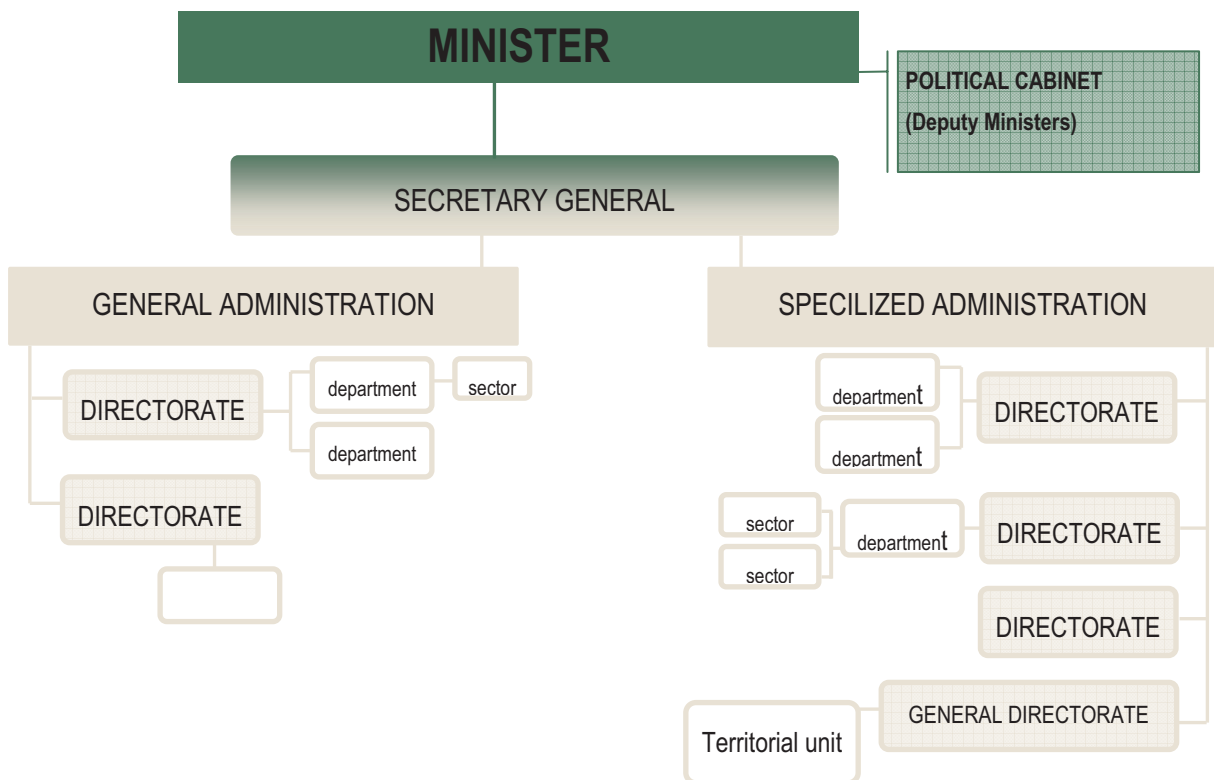 MINISTER
POLITICAL CABINET
(Deputy Ministers)
SECRETARY GENERAL
GENERAL ADMINISTRATION
SPECILIZED ADMINISTRATION
DIRECTORATE
department
sector
department
DIRECTORATE
department
department
DIRECTORATE
sector
sector
department
DIRECTORATE
DIRECTORATE
GENERAL DIRECTORATE
Territorial unit